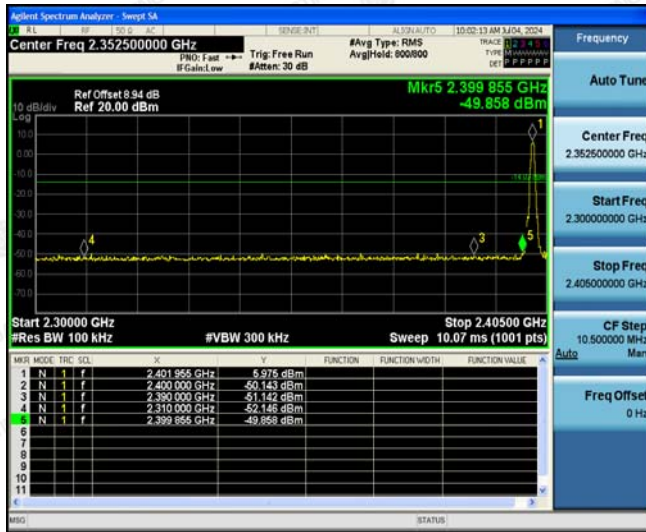 Agilent Spectrum Analyzer - Swept SA
RL RF 50 Ω AC SENSE:INT ALIGN AUTO 10:02:13 AM Jul 04, 2024
Center Freq 2.352500000 GHz
PNO: Fast
IFGain:Low
Trig: Free Run
#Atten: 30 dB
#Avg Type: RMS
Avg|Hold: 800/800
TRACE 1 2 3 4 5 6
TYPE M
DET P P P P P P
Ref Offset 8.94 dB
10 dB/div Ref 20.00 dBm
Log
Mkr5 2.399 855 GHz
-49.858 dBm
10.0
0.00
-10.0
-20.0
-30.0
-40.0
-50.0
-60.0
-70.0
1
3
4
5
Start 2.30000 GHz
Stop 2.40500 GHz
#Res BW 100 kHz
#VBW 300 kHz
Sweep 10.07 ms (1001 pts)
MKR MODE TRC SCL X Y FUNCTION FUNCTION WIDTH FUNCTION VALUE
1 N 1 f 2.401 955 GHz 5.975 dBm
2 N 1 f 2.400 000 GHz -50.143 dBm
3 N 1 f 2.390 000 GHz -51.142 dBm
4 N 1 f 2.310 000 GHz -52.146 dBm
5 N 1 f 2.399 855 GHz -49.858 dBm
6
7
8
9
10
11
MSG
STATUS
Frequency
Auto Tune
Center Freq
2.352500000 GHz
Start Freq
2.300000000 GHz
Stop Freq
2.405000000 GHz
CF Step
10.500000 MHz
Auto Man
Freq Offset
0 Hz